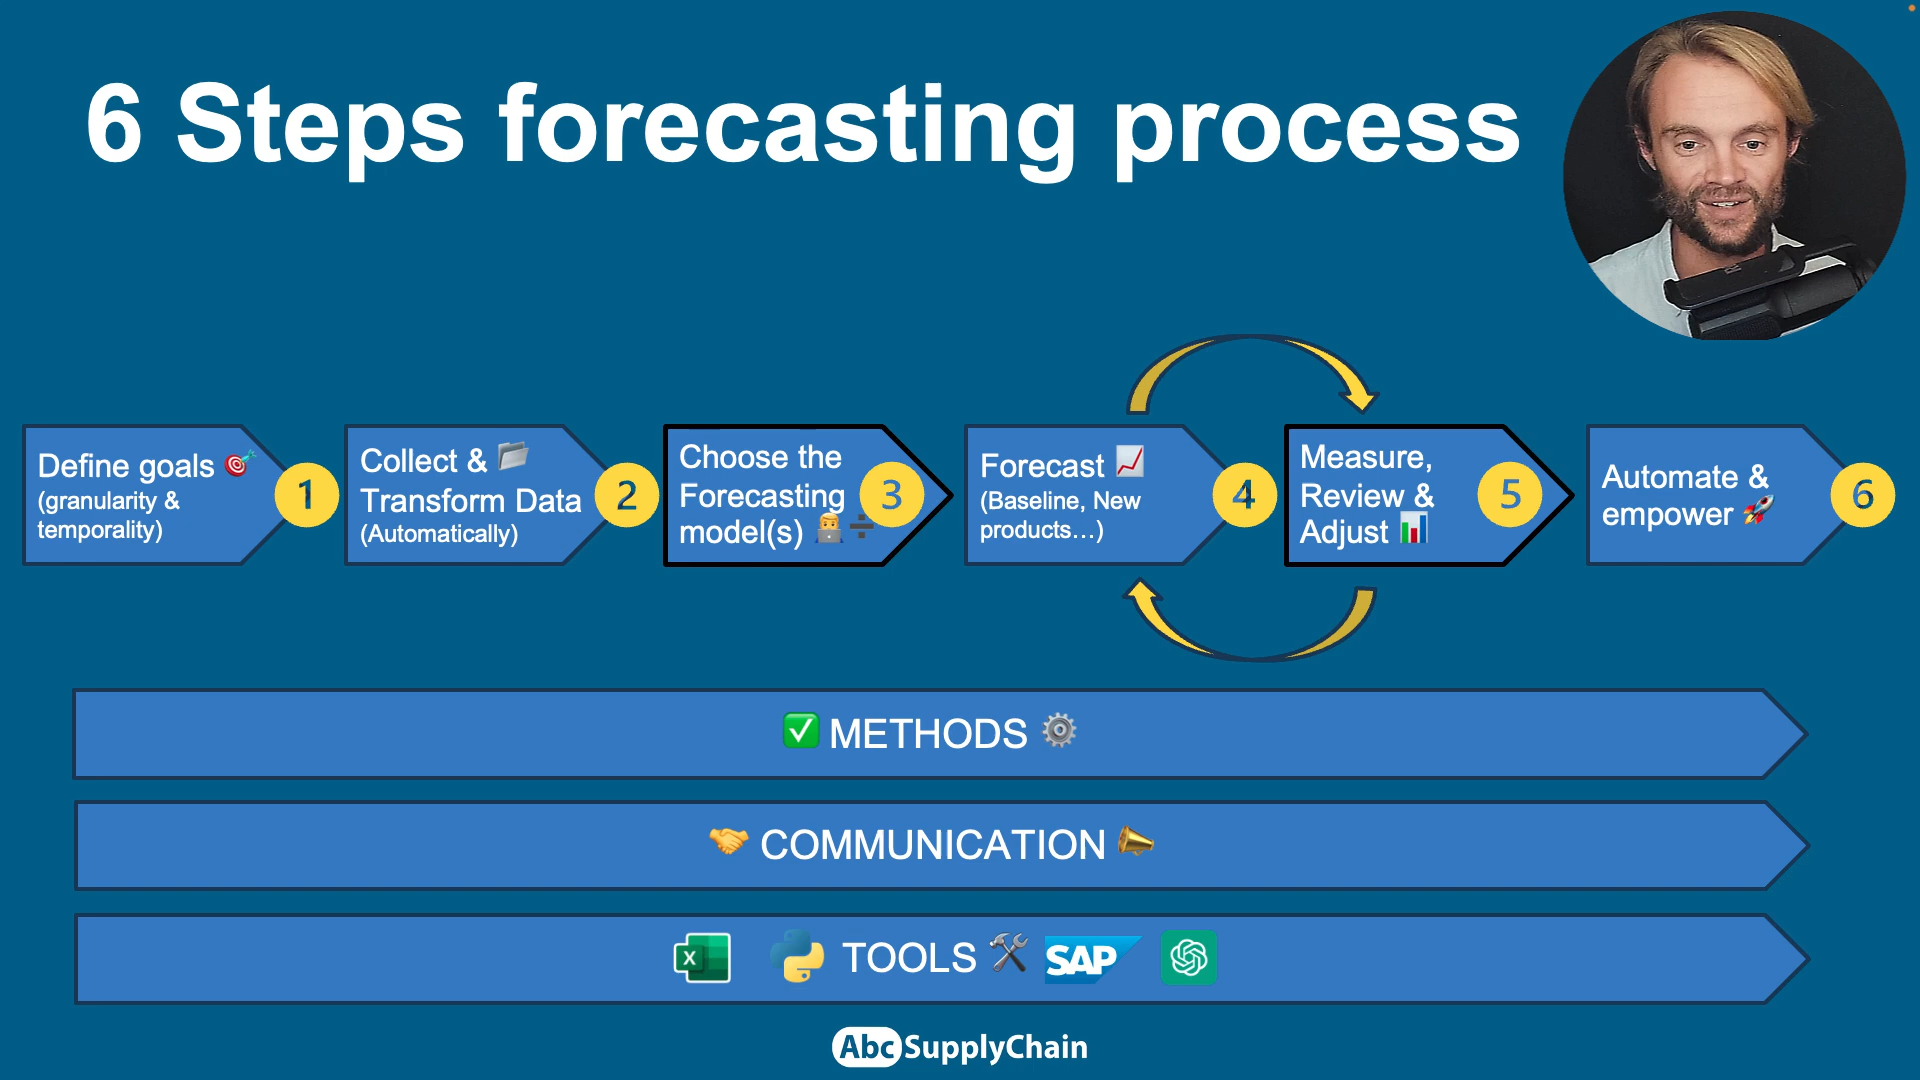 6 Steps forecasting process
Define goals
(granularity &
temporality)
1
Collect &
Transform Data
(Automatically)
2
Choose the
Forecasting
model(s)
3
Forecast
(Baseline, New
products...)
4
Measure,
Review &
Adjust
5
Automate &
empower
6
METHODS
COMMUNICATION
X
TOOLS
SAP
AbcSupplyChain